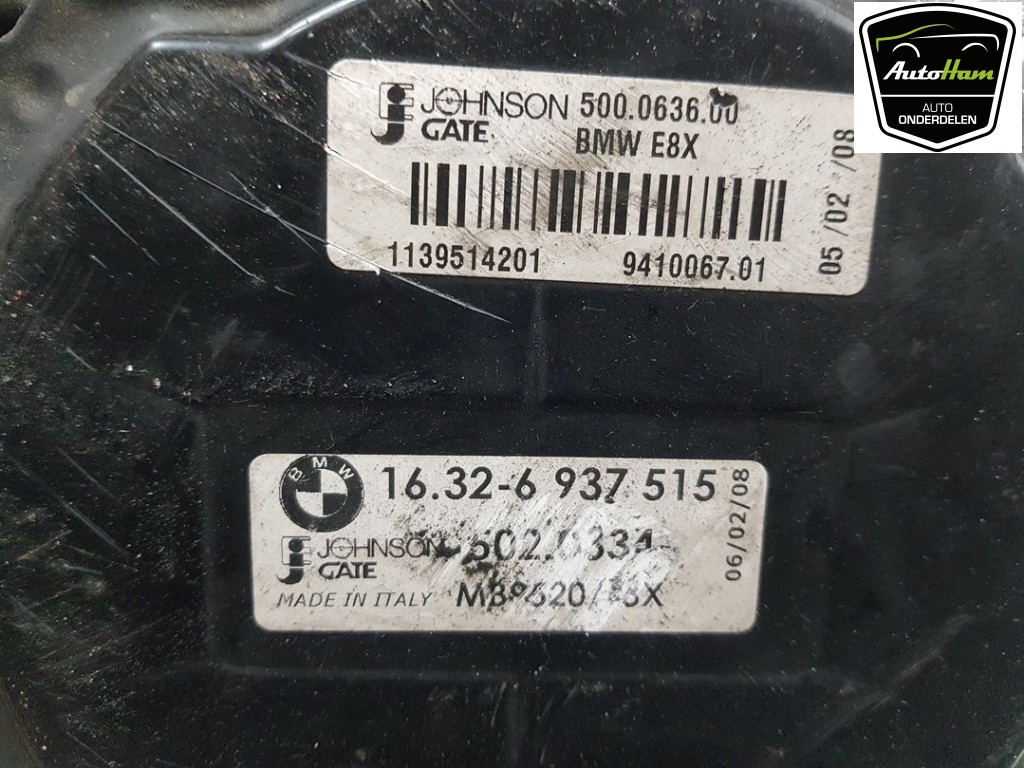 JOHNSON 500.0636.00
GATE BMW E8X
1139514201 9410067.01
05/02/08
AutoHam
AUTO
ONDERDELEN
BMW
16.32-6 937 515
JOHNSON
GATE
MADE IN ITALY
06/02/08